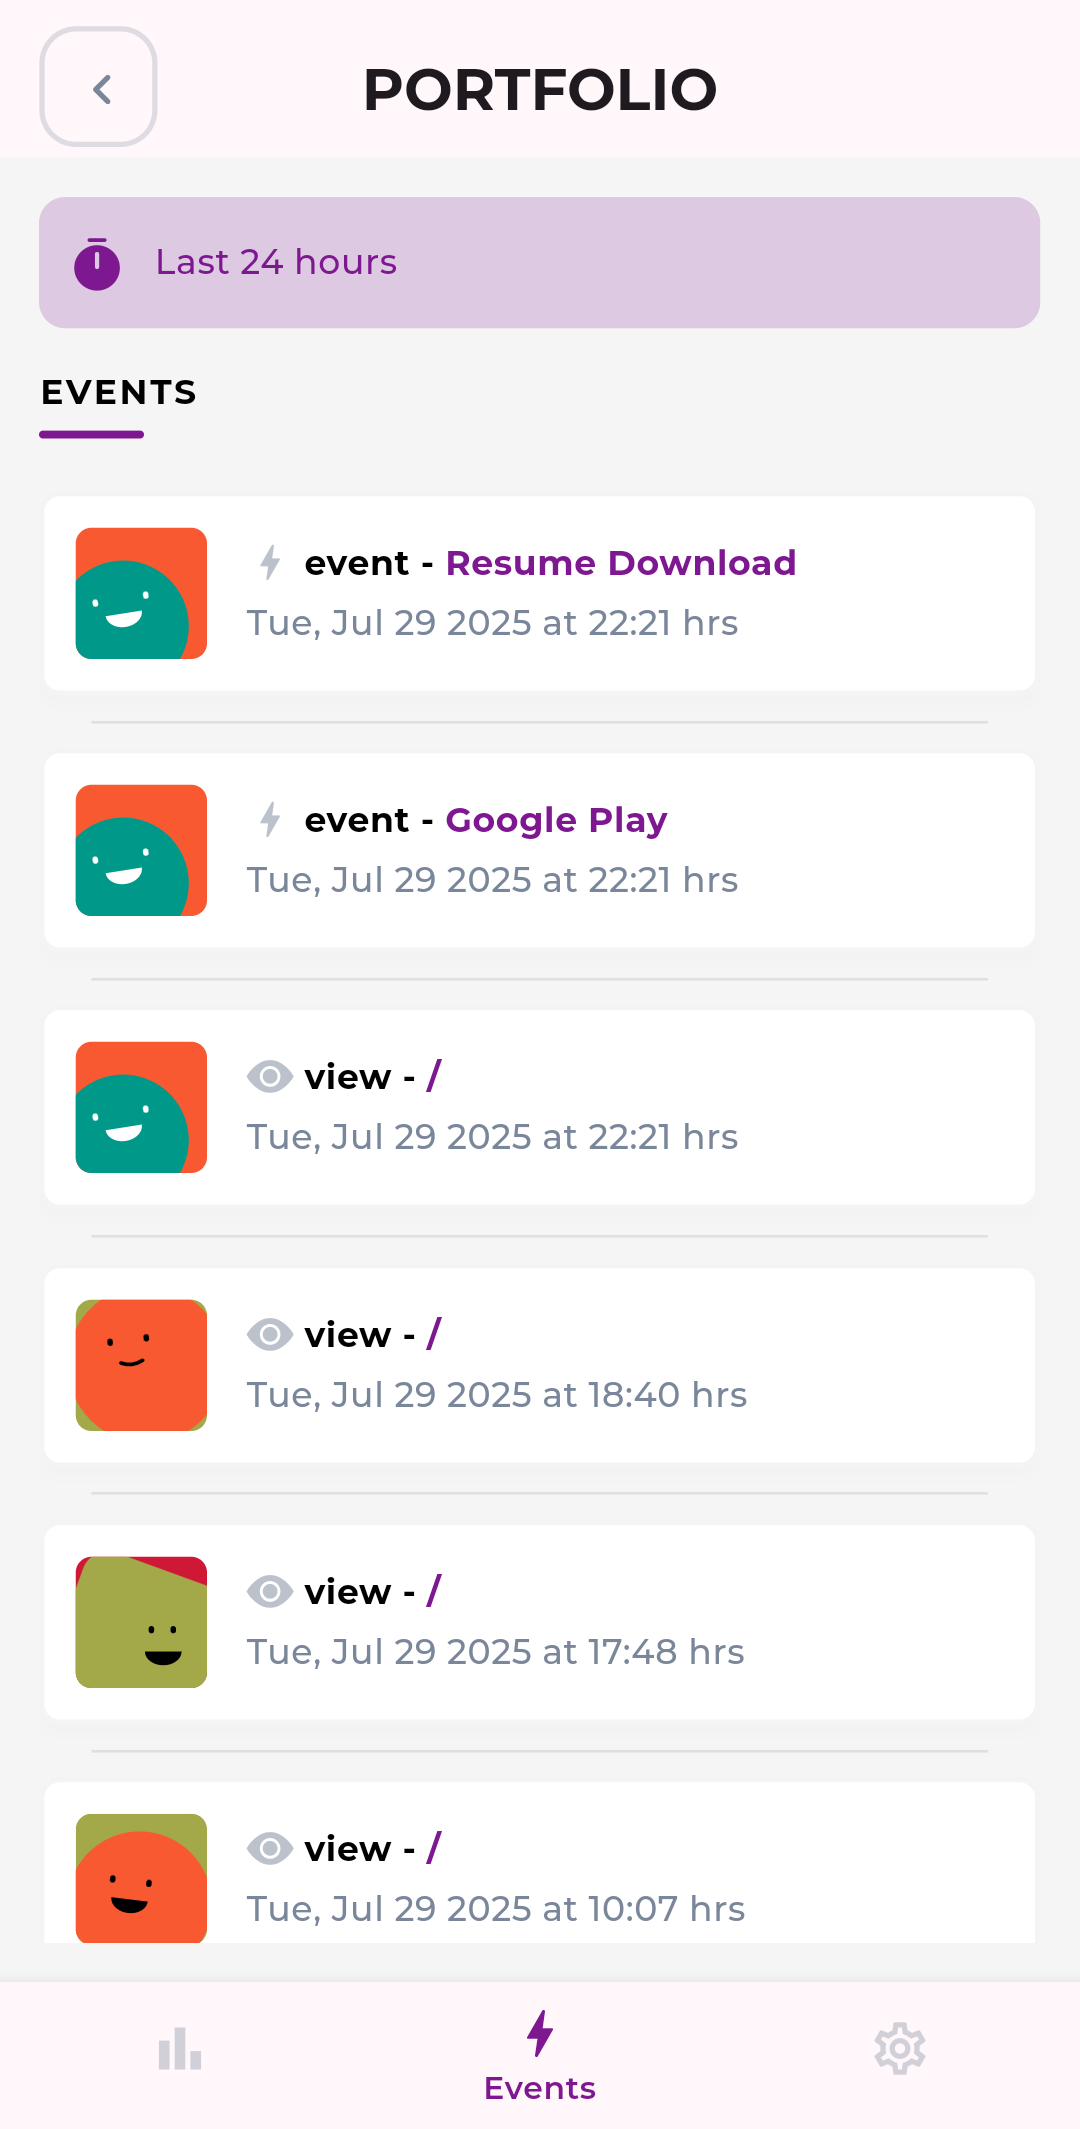 PORTFOLIO
Last 24 hours
EVENTS
event - Resume Download
Tue, Jul 29 2025 at 22:21 hrs
event - Google Play
Tue, Jul 29 2025 at 22:21 hrs
view - /
Tue, Jul 29 2025 at 22:21 hrs
view - /
Tue, Jul 29 2025 at 18:40 hrs
view - /
Tue, Jul 29 2025 at 17:48 hrs
view - /
Tue, Jul 29 2025 at 10:07 hrs
Events